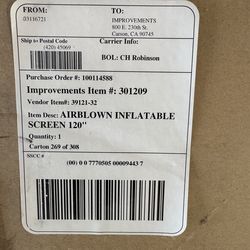 FROM:
03116721
TO:
IMPROVEMENTS
800 E. 230th St
Carson, CA 90745
Ship to Postal Code
(420) 45069
Carrier Info:
BOL: CH Robinson
Purchase Order #: 100114588
Improvements Item #: 301209
Vendor Item#: 39121-32
Item Desc: AIRBLOWN INFLATABLE
SCREEN 120"
Quantity: 1
Carton 269 of 308
SSCC #
(00) 0 0 7770505 00009443 7